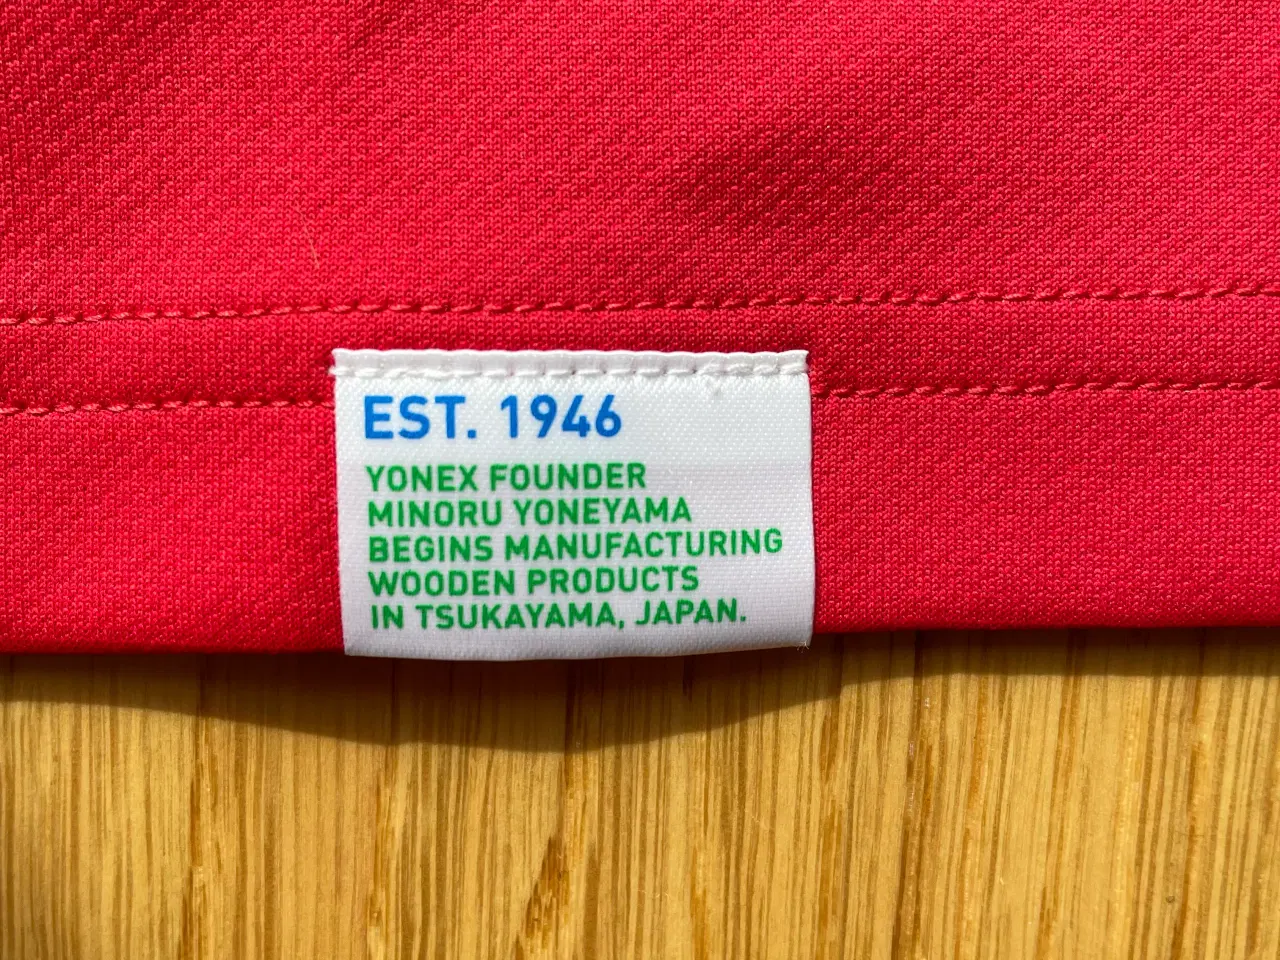 EST. 1946
YONEX FOUNDER
MINORU YONEYAMA
BEGINS MANUFACTURING
WOODEN PRODUCTS
IN TSUKAYAMA, JAPAN.